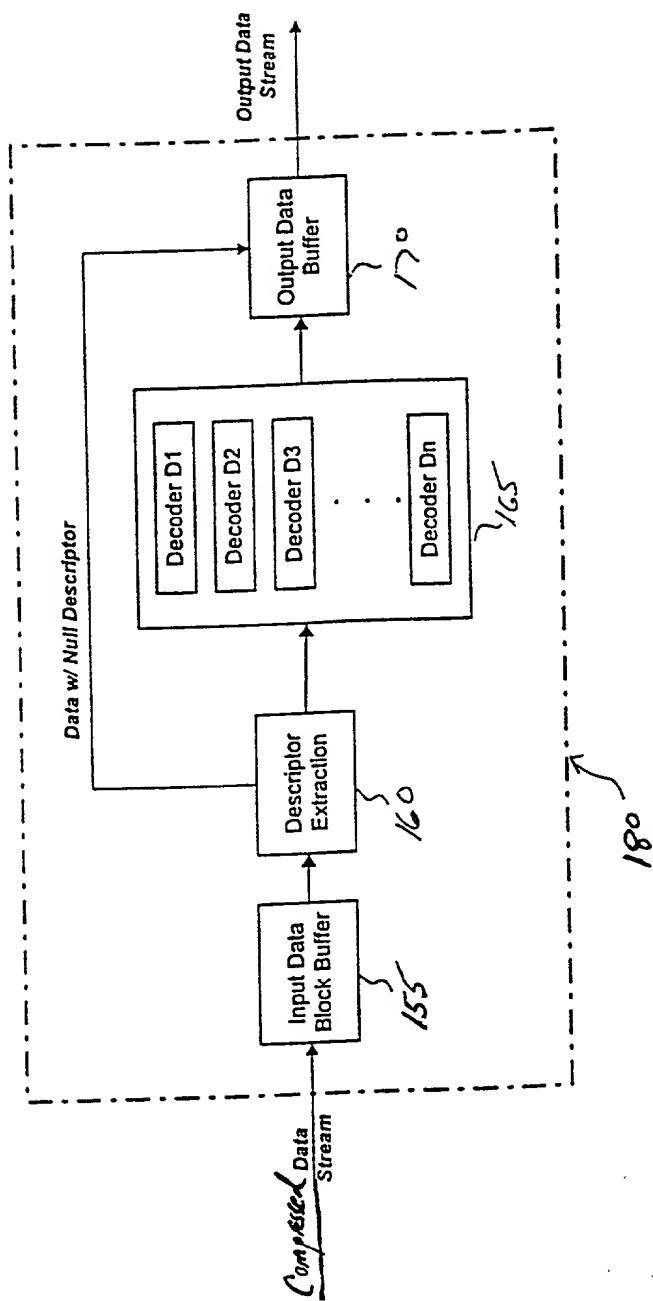 Compressed Data
Stream
Input Data
Block Buffer
155
Descriptor
Extraction
160
Data w/ Null Descriptor
Decoder D1
Decoder D2
Decoder D3
. . .
Decoder Dn
165
Output Data
Buffer
170
Output Data
Stream
180